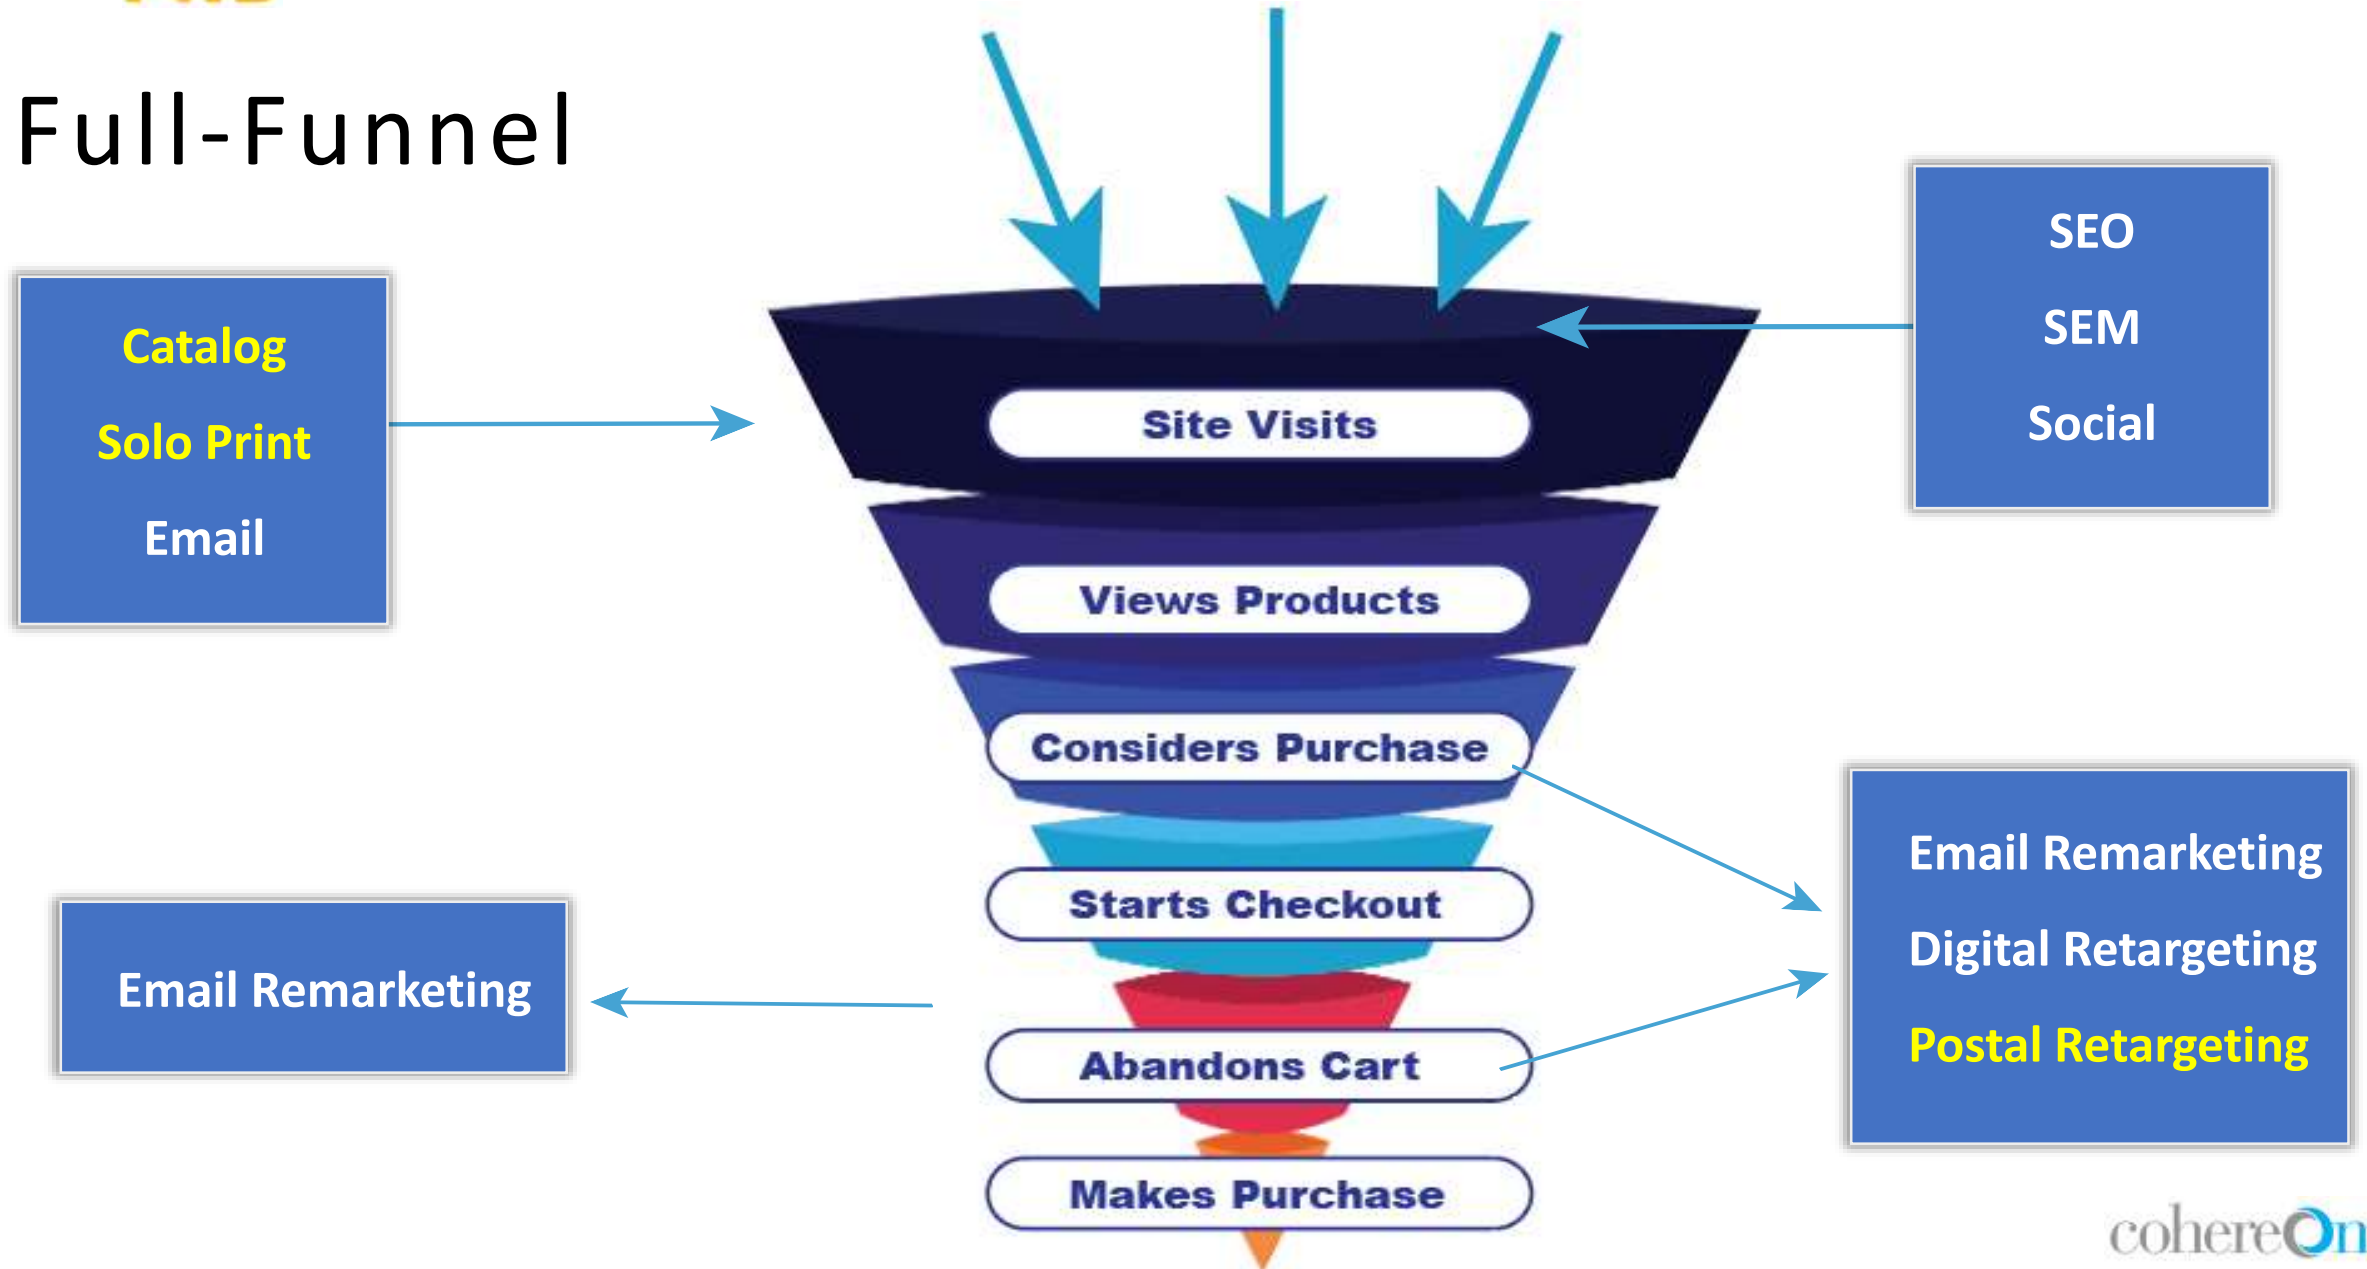 Full-Funnel
Catalog
Solo Print
Email
SEO
SEM
Social
Site Visits
Views Products
Considers Purchase
Starts Checkout
Abandons Cart
Makes Purchase
Email Remarketing
Email Remarketing
Digital Retargeting
Postal Retargeting
cohereOn